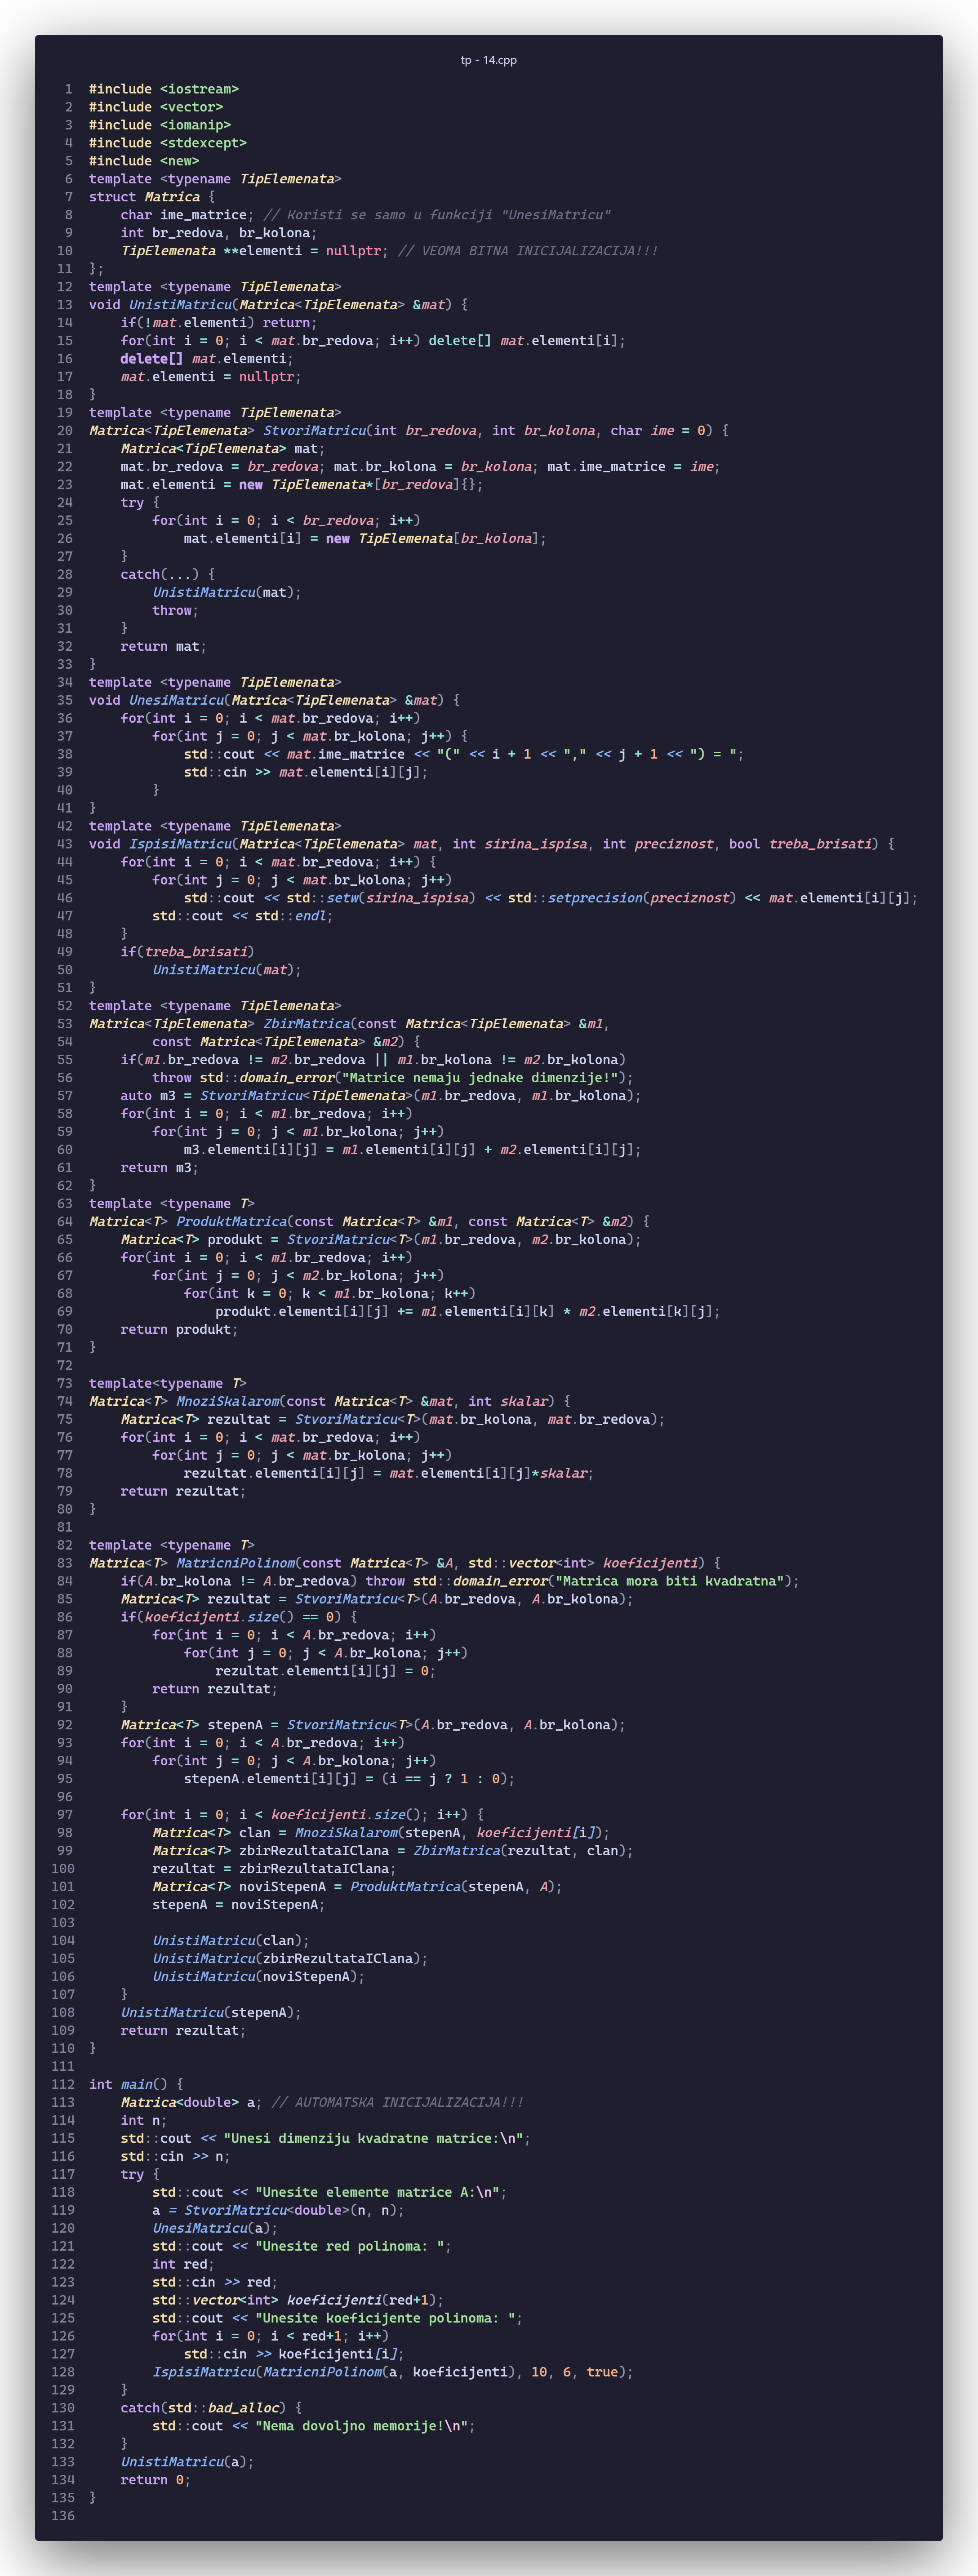 tp - 14.cpp
1 #include <iostream>
2 #include <vector>
3 #include <iomanip>
4 #include <stdexcept>
5 #include <new>
6 template <typename TipElemenata>
7 struct Matrica {
8     char ime_matrice; // Koristi se samo u funkciji "UnesiMatricu"
9     int br_redova, br_kolona;
10     TipElemenata **elementi = nullptr; // VEOMA BITNA INICIJALIZACIJA!!!
11 };
12 template <typename TipElemenata>
13 void UnistiMatricu(Matrica<TipElemenata> &mat) {
14     if(!mat.elementi) return;
15     for(int i = 0; i < mat.br_redova; i++) delete[] mat.elementi[i];
16     delete[] mat.elementi;
17     mat.elementi = nullptr;
18 }
19 template <typename TipElemenata>
20 Matrica<TipElemenata> StvoriMatricu(int br_redova, int br_kolona, char ime = 0) {
21     Matrica<TipElemenata> mat;
22     mat.br_redova = br_redova; mat.br_kolona = br_kolona; mat.ime_matrice = ime;
23     mat.elementi = new TipElemenata*[br_redova]{};
24     try {
25         for(int i = 0; i < br_redova; i++)
26             mat.elementi[i] = new TipElemenata[br_kolona];
27     }
28     catch(...) {
29         UnistiMatricu(mat);
30         throw;
31     }
32     return mat;
33 }
34 template <typename TipElemenata>
35 void UnesiMatricu(Matrica<TipElemenata> &mat) {
36     for(int i = 0; i < mat.br_redova; i++)
37         for(int j = 0; j < mat.br_kolona; j++) {
38             std::cout << mat.ime_matrice << "(" << i + 1 << "," << j + 1 << ") = ";
39             std::cin >> mat.elementi[i][j];
40         }
41 }
42 template <typename TipElemenata>
43 void IspisiMatricu(Matrica<TipElemenata> mat, int sirina_ispisa, int preciznost, bool treba_brisati) {
44     for(int i = 0; i < mat.br_redova; i++) {
45         for(int j = 0; j < mat.br_kolona; j++)
46             std::cout << std::setw(sirina_ispisa) << std::setprecision(preciznost) << mat.elementi[i][j];
47         std::cout << std::endl;
48     }
49     if(treba_brisati)
50         UnistiMatricu(mat);
51 }
52 template <typename TipElemenata>
53 Matrica<TipElemenata> ZbirMatrica(const Matrica<TipElemenata> &m1,
54         const Matrica<TipElemenata> &m2) {
55     if(m1.br_redova != m2.br_redova || m1.br_kolona != m2.br_kolona)
56         throw std::domain_error("Matrice nemaju jednake dimenzije!");
57     auto m3 = StvoriMatricu<TipElemenata>(m1.br_redova, m1.br_kolona);
58     for(int i = 0; i < m1.br_redova; i++)
59         for(int j = 0; j < m1.br_kolona; j++)
60             m3.elementi[i][j] = m1.elementi[i][j] + m2.elementi[i][j];
61     return m3;
62 }
63 template <typename T>
64 Matrica<T> ProduktMatrica(const Matrica<T> &m1, const Matrica<T> &m2) {
65     Matrica<T> produkt = StvoriMatricu<T>(m1.br_redova, m2.br_kolona);
66     for(int i = 0; i < m1.br_redova; i++)
67         for(int j = 0; j < m2.br_kolona; j++)
68             for(int k = 0; k < m1.br_kolona; k++)
69                 produkt.elementi[i][j] += m1.elementi[i][k] * m2.elementi[k][j];
70     return produkt;
71 }
72
73 template<typename T>
74 Matrica<T> MnoziSkalarom(const Matrica<T> &mat, int skalar) {
75     Matrica<T> rezultat = StvoriMatricu<T>(mat.br_kolona, mat.br_redova);
76     for(int i = 0; i < mat.br_redova; i++)
77         for(int j = 0; j < mat.br_kolona; j++)
78             rezultat.elementi[i][j] = mat.elementi[i][j]*skalar;
79     return rezultat;
80 }
81
82 template <typename T>
83 Matrica<T> MatricniPolinom(const Matrica<T> &A, std::vector<int> koeficijenti) {
84     if(A.br_kolona != A.br_redova) throw std::domain_error("Matrica mora biti kvadratna");
85     Matrica<T> rezultat = StvoriMatricu<T>(A.br_redova, A.br_kolona);
86     if(koeficijenti.size() == 0) {
87         for(int i = 0; i < A.br_redova; i++)
88             for(int j = 0; j < A.br_kolona; j++)
89                 rezultat.elementi[i][j] = 0;
90         return rezultat;
91     }
92     Matrica<T> stepenA = StvoriMatricu<T>(A.br_redova, A.br_kolona);
93     for(int i = 0; i < A.br_redova; i++)
94         for(int j = 0; j < A.br_kolona; j++)
95             stepenA.elementi[i][j] = (i == j ? 1 : 0);
96
97     for(int i = 0; i < koeficijenti.size(); i++) {
98         Matrica<T> clan = MnoziSkalarom(stepenA, koeficijenti[i]);
99         Matrica<T> zbirRezultataIClana = ZbirMatrica(rezultat, clan);
100         rezultat = zbirRezultataIClana;
101         Matrica<T> noviStepenA = ProduktMatrica(stepenA, A);
102         stepenA = noviStepenA;
103
104         UnistiMatricu(clan);
105         UnistiMatricu(zbirRezultataIClana);
106         UnistiMatricu(noviStepenA);
107     }
108     UnistiMatricu(stepenA);
109     return rezultat;
110 }
111
112 int main() {
113     Matrica<double> a; // AUTOMATSKA INICIJALIZACIJA!!!
114     int n;
115     std::cout << "Unesi dimenziju kvadratne matrice:\n";
116     std::cin >> n;
117     try {
118         std::cout << "Unesite elemente matrice A:\n";
119         a = StvoriMatricu<double>(n, n);
120         UnesiMatricu(a);
121         std::cout << "Unesite red polinoma: ";
122         int red;
123         std::cin >> red;
124         std::vector<int> koeficijenti(red+1);
125         std::cout << "Unesite koeficijente polinoma: ";
126         for(int i = 0; i < red+1; i++)
127             std::cin >> koeficijenti[i];
128         IspisiMatricu(MatricniPolinom(a, koeficijenti), 10, 6, true);
129     }
130     catch(std::bad_alloc) {
131         std::cout << "Nema dovoljno memorije!\n";
132     }
133     UnistiMatricu(a);
134     return 0;
135 }
136